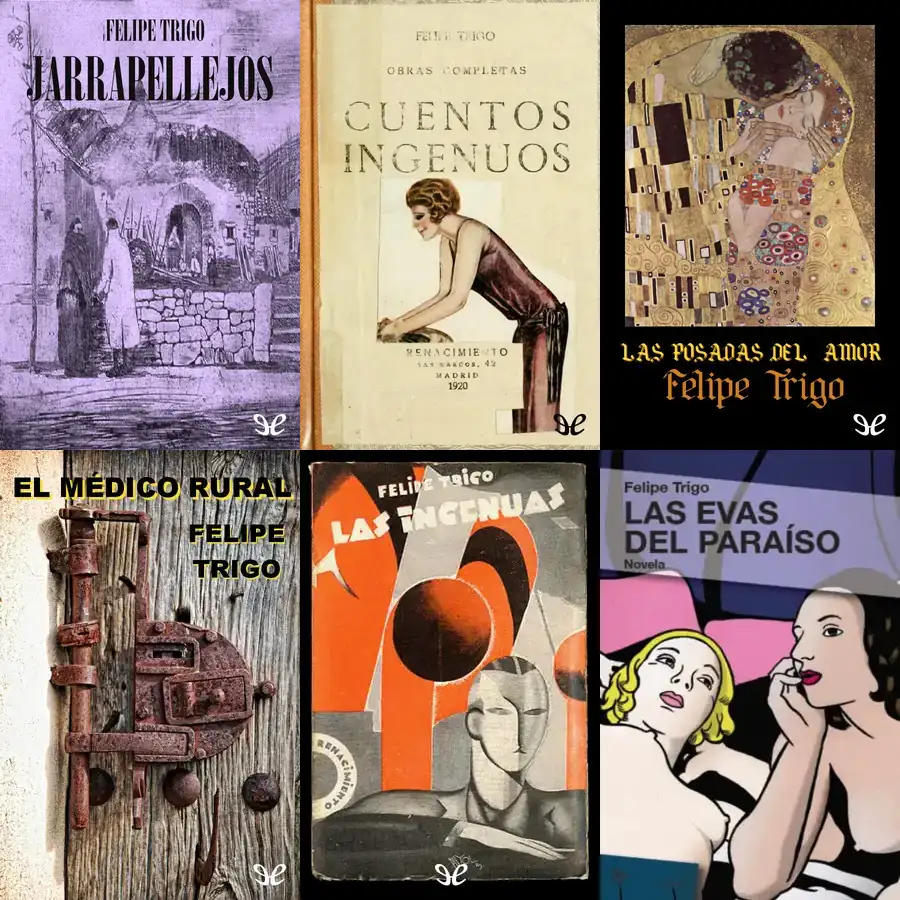 FELIPE TRIGO
JARRAPELLEJOS
FELIPE TRIGO
OBRAS COMPLETAS
CUENTOS
INGENUOS
RENACIMIENTO
SAN MARCOS, 42
MADRID
1920
LAS POSADAS DEL AMOR
Felipe Trigo
EL MÉDICO RURAL
FELIPE
TRIGO
FELIPE TRIGO
LAS INGENUAS
RENACIMIENTO
Felipe Trigo
LAS EVAS
DEL PARAÍSO
Novela